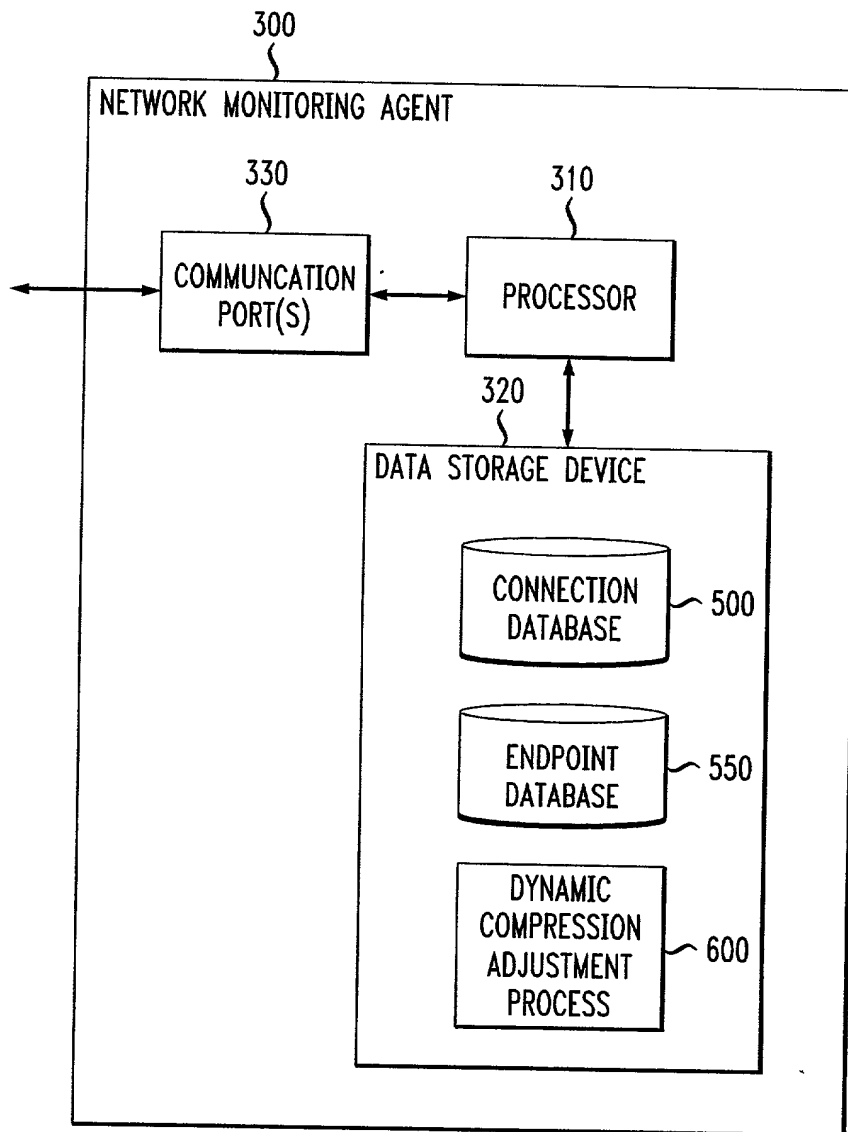 300
NETWORK MONITORING AGENT
330
310
COMMUNCATION
PORT(S)
PROCESSOR
320
DATA STORAGE DEVICE
CONNECTION
DATABASE
500
ENDPOINT
DATABASE
550
DYNAMIC
COMPRESSION
ADJUSTMENT
PROCESS
600